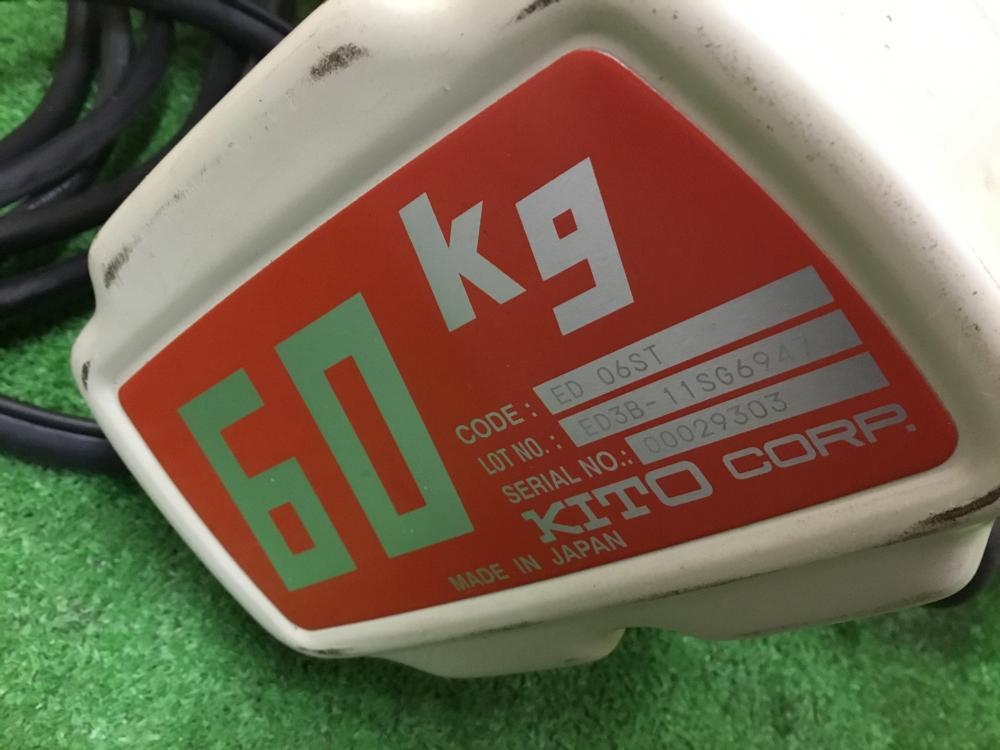 60 kg
CODE: ED 06ST
LOT NO.: ED3B-11SG6947
SERIAL NO.: 00029303
KITO CORP.
MADE IN JAPAN